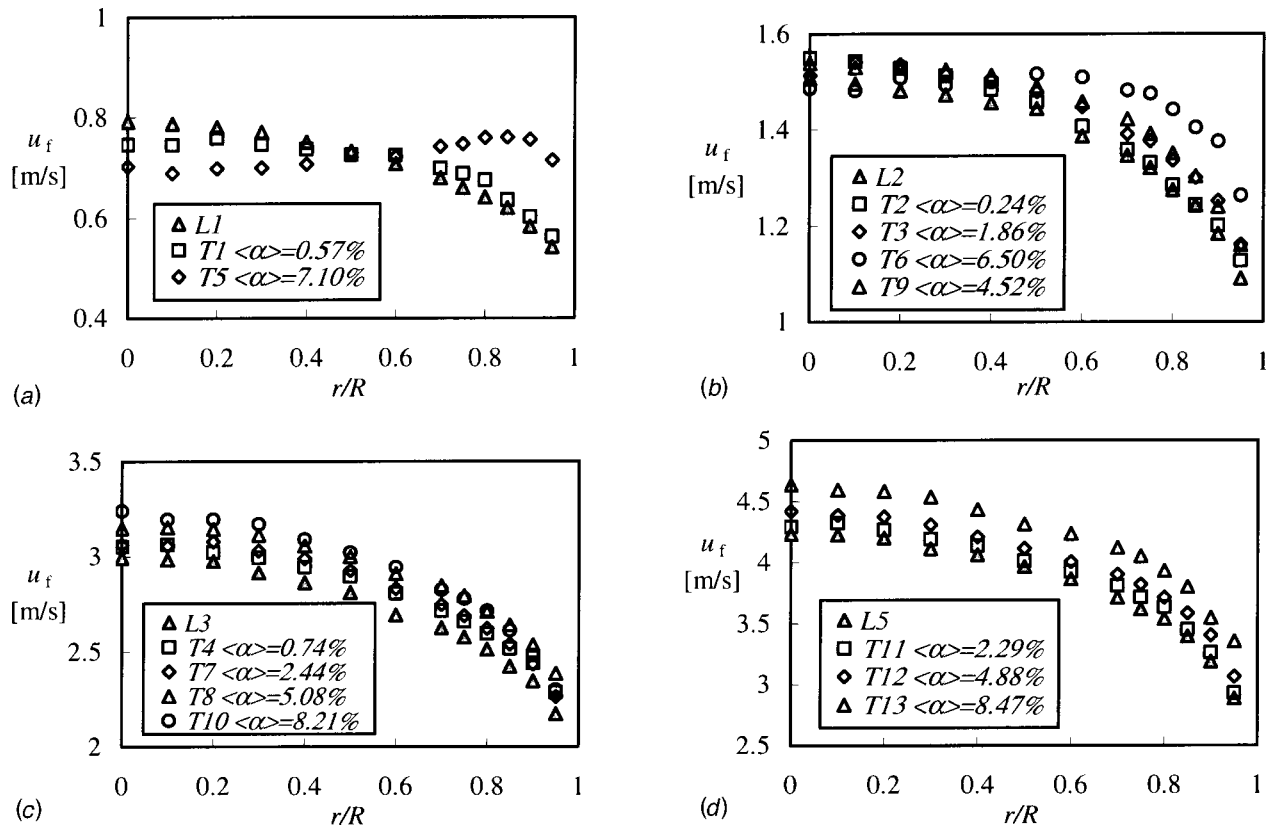 1
0.8
0.6
0.4
u_f
[m/s]
△ L1
□ T1 <α>=0.57%
◇ T5 <α>=7.10%
0 0.2 0.4 0.6 0.8 1
r/R
(a)
1.6
1.4
1.2
1
u_f
[m/s]
△ L2
□ T2 <α>=0.24%
◇ T3 <α>=1.86%
○ T6 <α>=6.50%
△ T9 <α>=4.52%
0 0.2 0.4 0.6 0.8 1
r/R
(b)
3.5
3
2.5
2
u_f
[m/s]
△ L3
□ T4 <α>=0.74%
◇ T7 <α>=2.44%
△ T8 <α>=5.08%
○ T10 <α>=8.21%
0 0.2 0.4 0.6 0.8 1
r/R
(c)
5
4.5
4
3.5
3
2.5
u_f
[m/s]
△ L5
□ T11 <α>=2.29%
◇ T12 <α>=4.88%
△ T13 <α>=8.47%
0 0.2 0.4 0.6 0.8 1
r/R
(d)